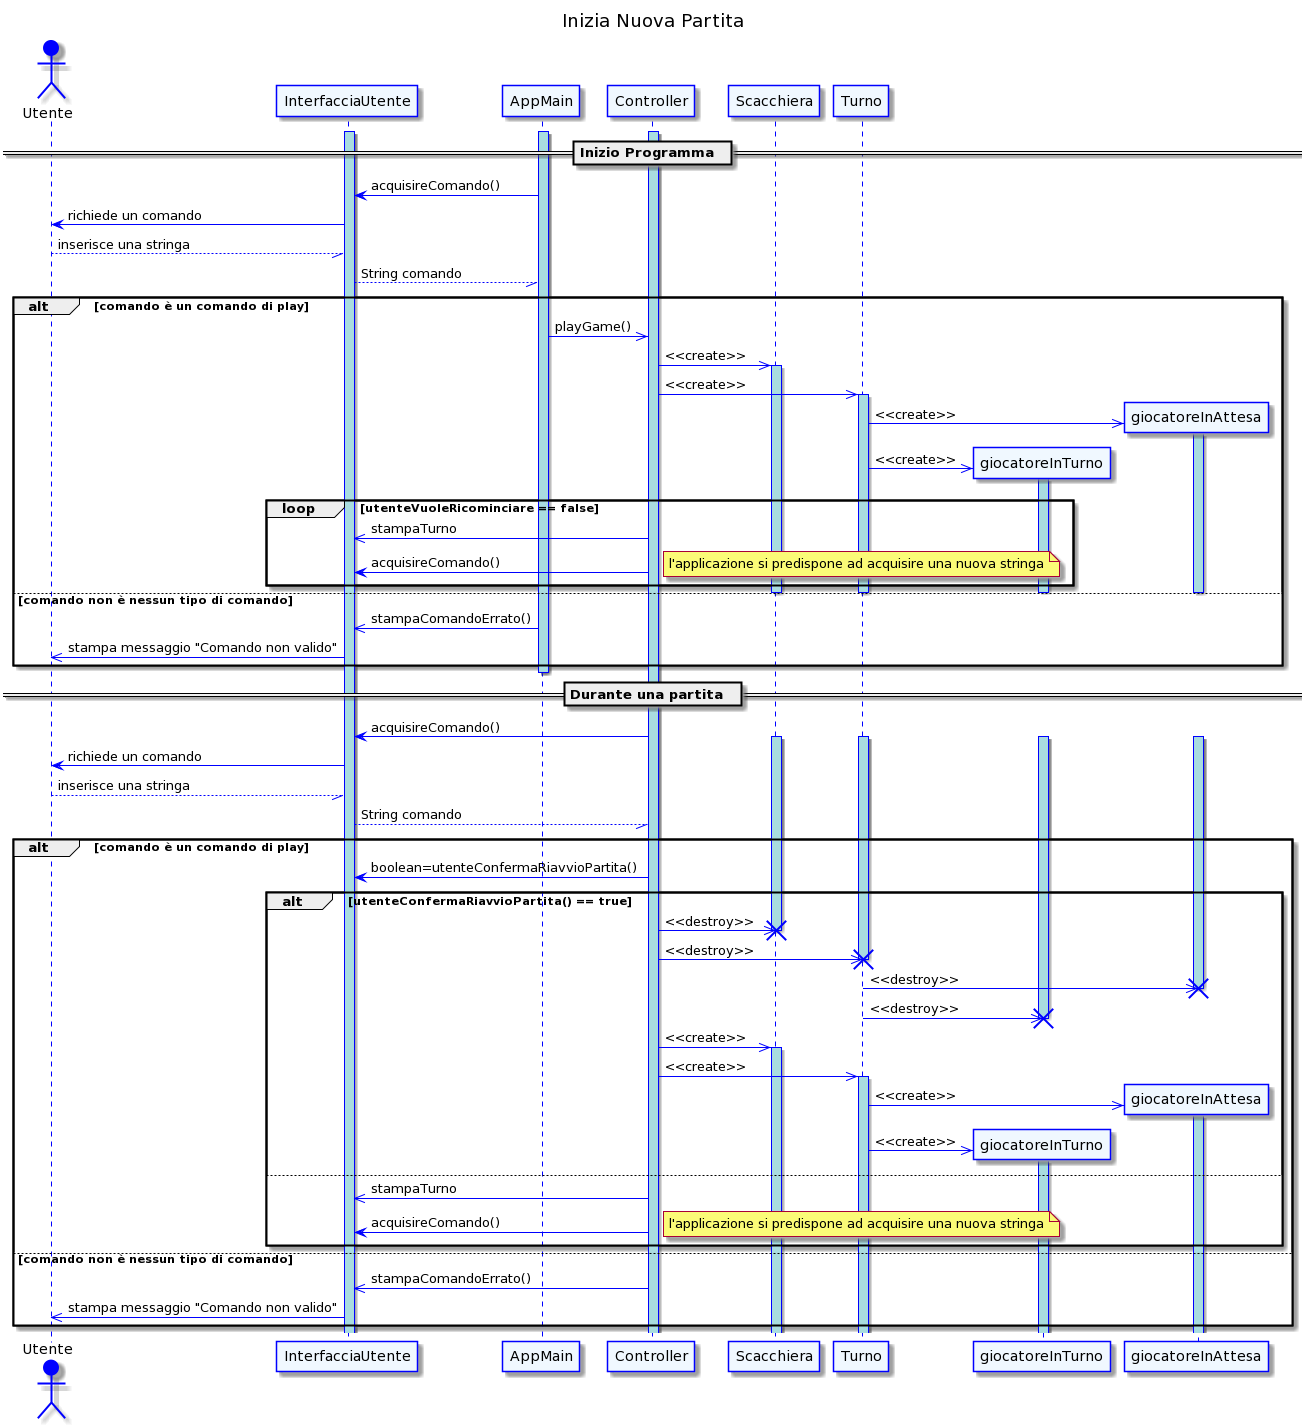 Inizia Nuova Partita
Utente
InterfacciaUtente
AppMain
Controller
Scacchiera
Turno
Inizio Programma
acquisireComando()
richiede un comando
inserisce una stringa
String comando
alt
[comando è un comando di play]
playGame()
<<create>>
<<create>>
<<create>>
giocatoreInAttesa
<<create>>
giocatoreInTurno
loop
[utenteVuoleRicominciare == false]
stampaTurno
acquisireComando()
l'applicazione si predispone ad acquisire una nuova stringa
[comando non è nessun tipo di comando]
stampaComandoErrato()
stampa messaggio "Comando non valido"
Durante una partita
acquisireComando()
richiede un comando
inserisce una stringa
String comando
alt
[comando è un comando di play]
boolean=utenteConfermaRiavvioPartita()
alt
[utenteConfermaRiavvioPartita() == true]
<<destroy>>
<<destroy>>
<<destroy>>
<<destroy>>
<<create>>
<<create>>
<<create>>
giocatoreInAttesa
<<create>>
giocatoreInTurno
stampaTurno
acquisireComando()
l'applicazione si predispone ad acquisire una nuova stringa
[comando non è nessun tipo di comando]
stampaComandoErrato()
stampa messaggio "Comando non valido"
Utente
InterfacciaUtente
AppMain
Controller
Scacchiera
Turno
giocatoreInTurno
giocatoreInAttesa